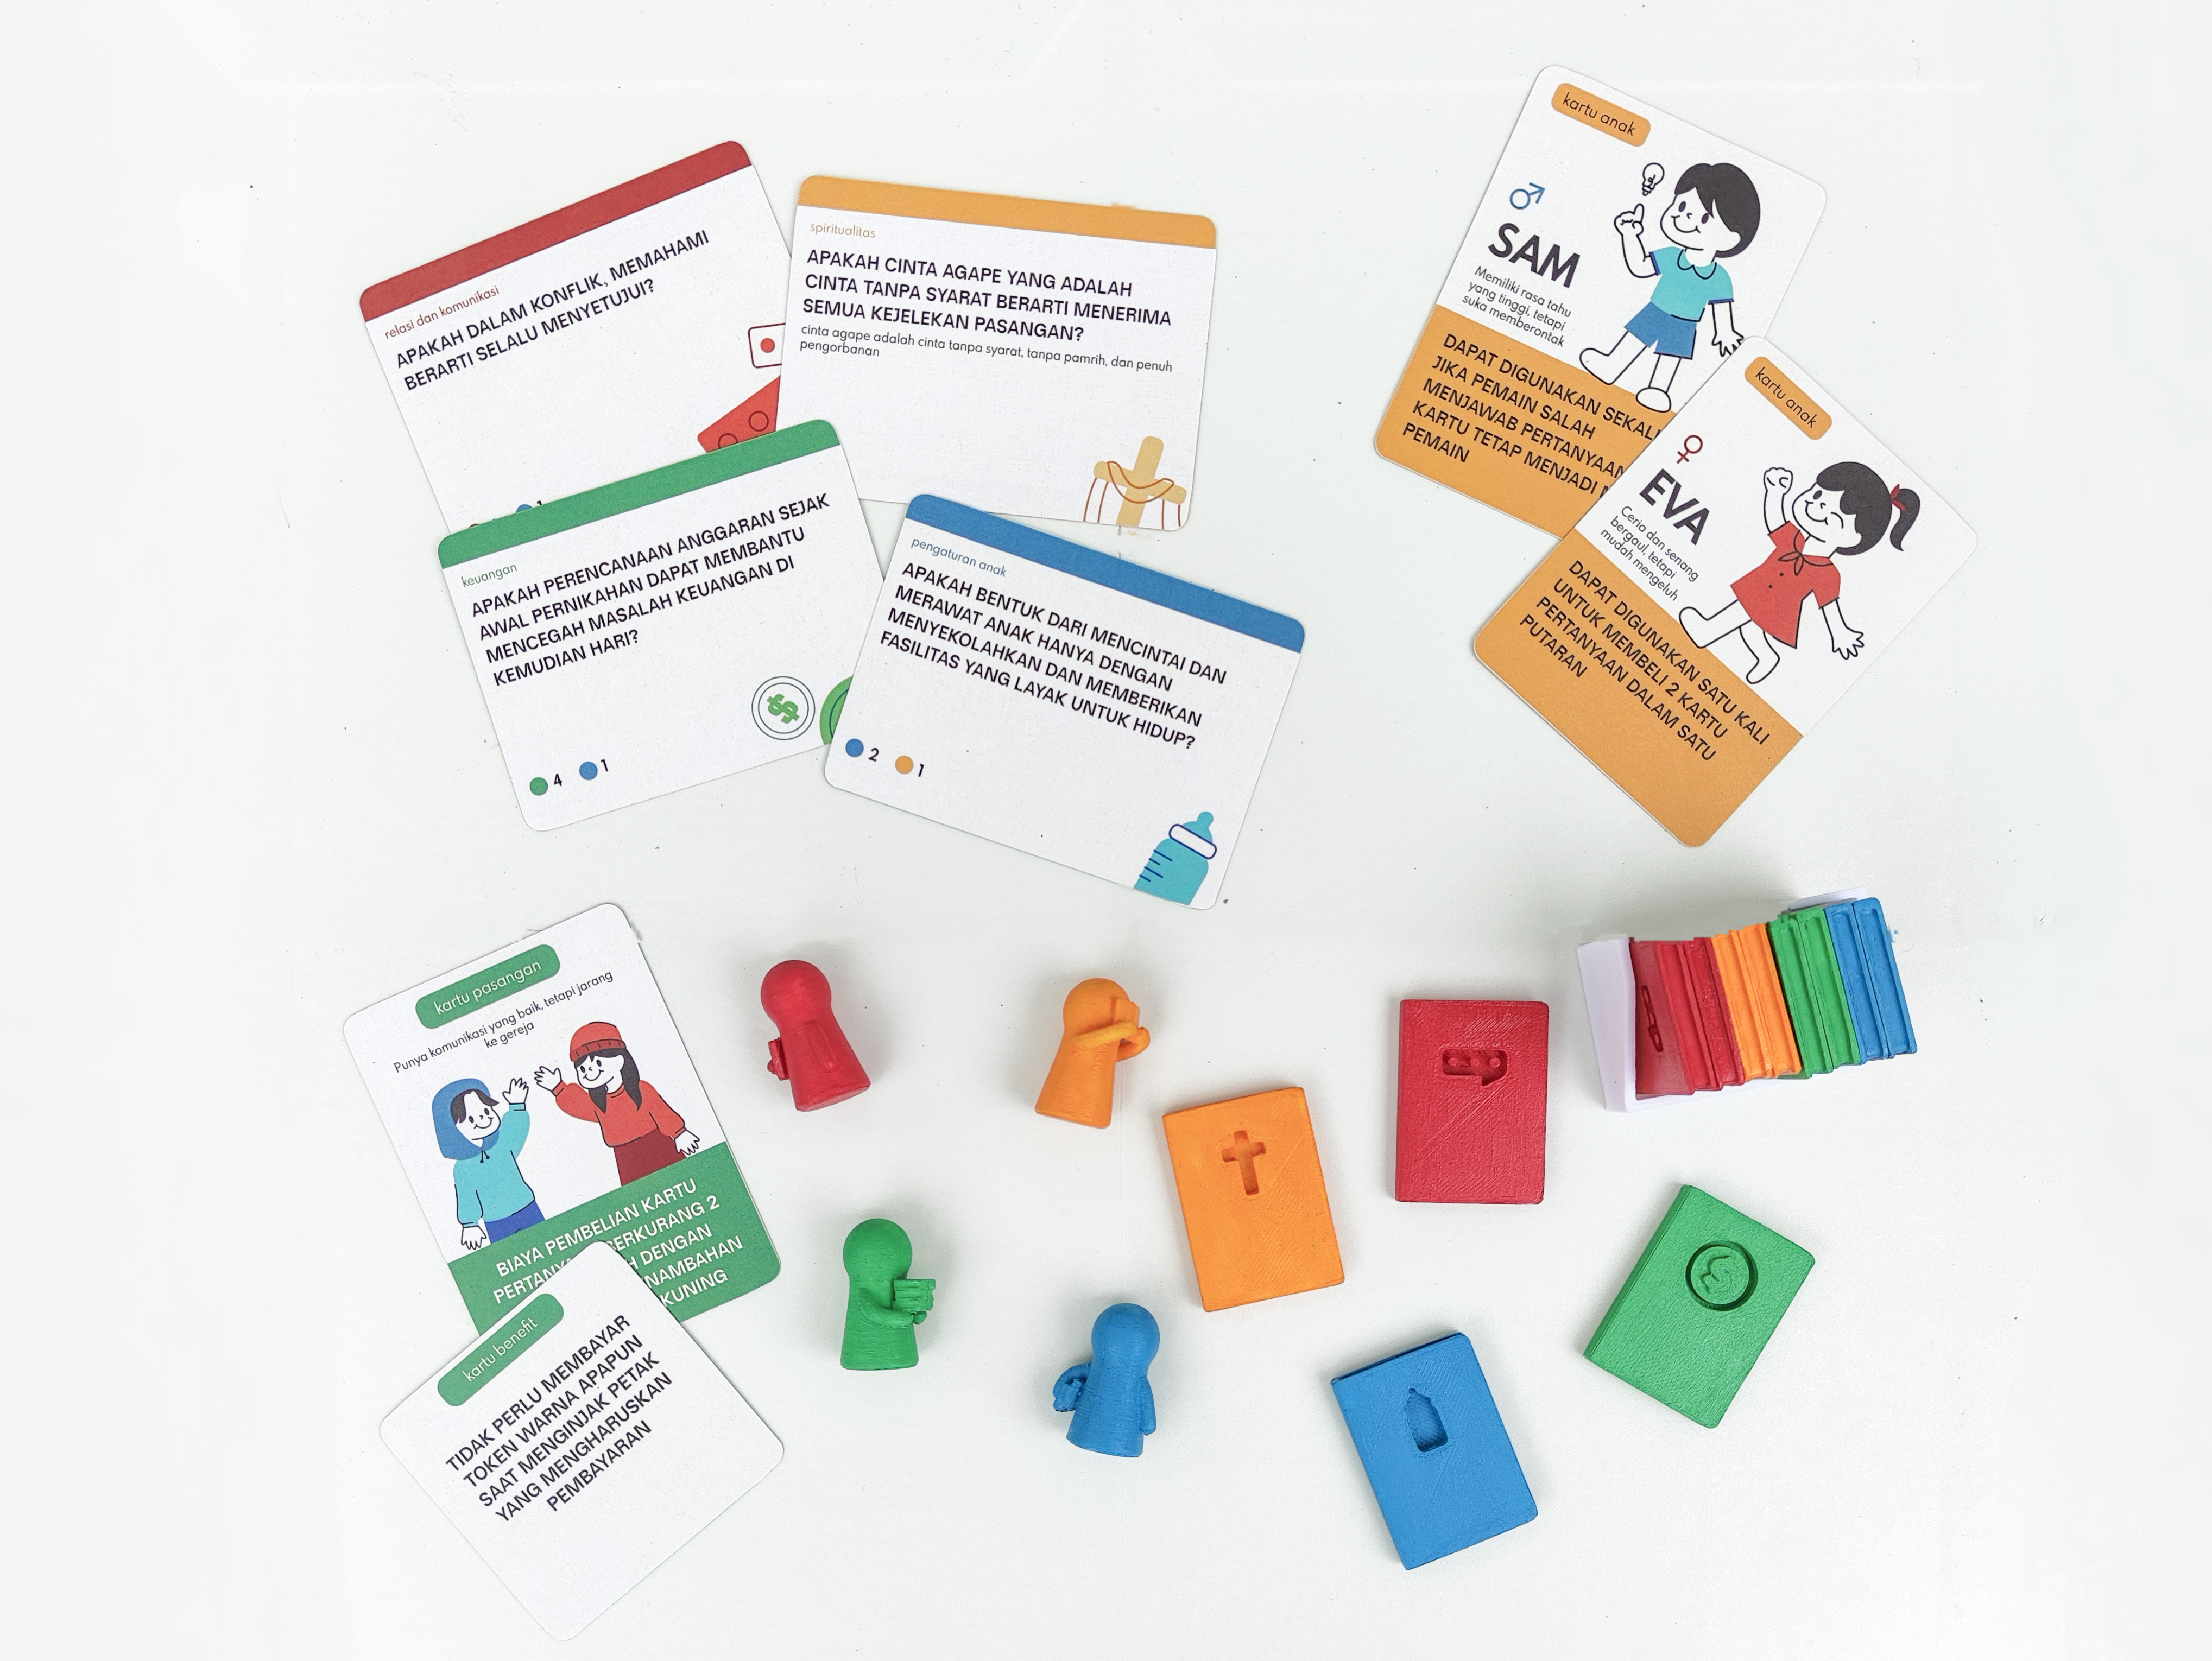 relasi dan komunikasi
APAKAH DALAM KONFLIK, MEMAHAMI
BERARTI SELALU MENYETUJUI?
1
spiritualitas
APAKAH CINTA AGAPE YANG ADALAH
CINTA TANPA SYARAT BERARTI MENERIMA
SEMUA KEJELEKAN PASANGAN?
cinta agape adalah cinta tanpa syarat, tanpa pamrih, dan penuh
pengorbanan
keuangan
APAKAH PERENCANAAN ANGGARAN SEJAK
AWAL PERNIKAHAN DAPAT MEMBANTU
MENCEGAH MASALAH KEUANGAN DI
KEMUDIAN HARI?
$
4 1
pengaturan anak
APAKAH BENTUK DARI MENCINTAI DAN
MERAWAT ANAK HANYA DENGAN
MENYEKOLAHKAN DAN MEMBERIKAN
FASILITAS YANG LAYAK UNTUK HIDUP?
2 1
kartu anak
SAM
Memiliki rasa tahu
yang tinggi, tetapi
suka memberontak
DAPAT DIGUNAKAN SEKALI
JIKA PEMAIN SALAH
MENJAWAB PERTANYAAN
KARTU TETAP MENJADI
PEMAIN
kartu anak
EVA
Ceria dan senang
bergaul, tetapi
mudah mengeluh
DAPAT DIGUNAKAN SATU KALI
UNTUK MEMBELI 2 KARTU
PERTANYAAN DALAM SATU
PUTARAN
kartu pasangan
Punya komunikasi yang baik, tetapi jarang
ke gereja
BIAYA PEMBELIAN KARTU
BERKURANG 2
DENGAN
KUNING
kartu benefit
TIDAK PERLU MEMBAYAR
TOKEN WARNA APAPUN
SAAT MENGINJAK PETAK
YANG MENGHARUSKAN
PEMBAYARAN